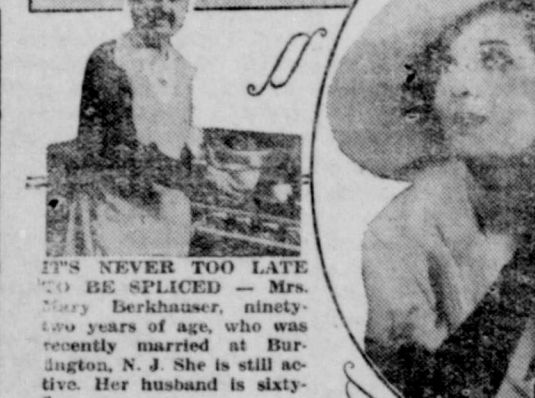 IT'S NEVER TOO LATE
TO BE SPLICED — Mrs.
Mary Berkhauser, ninety-
two years of age, who was
recently married at Bur-
lington, N. J. She is still ac-
tive. Her husband is sixty-